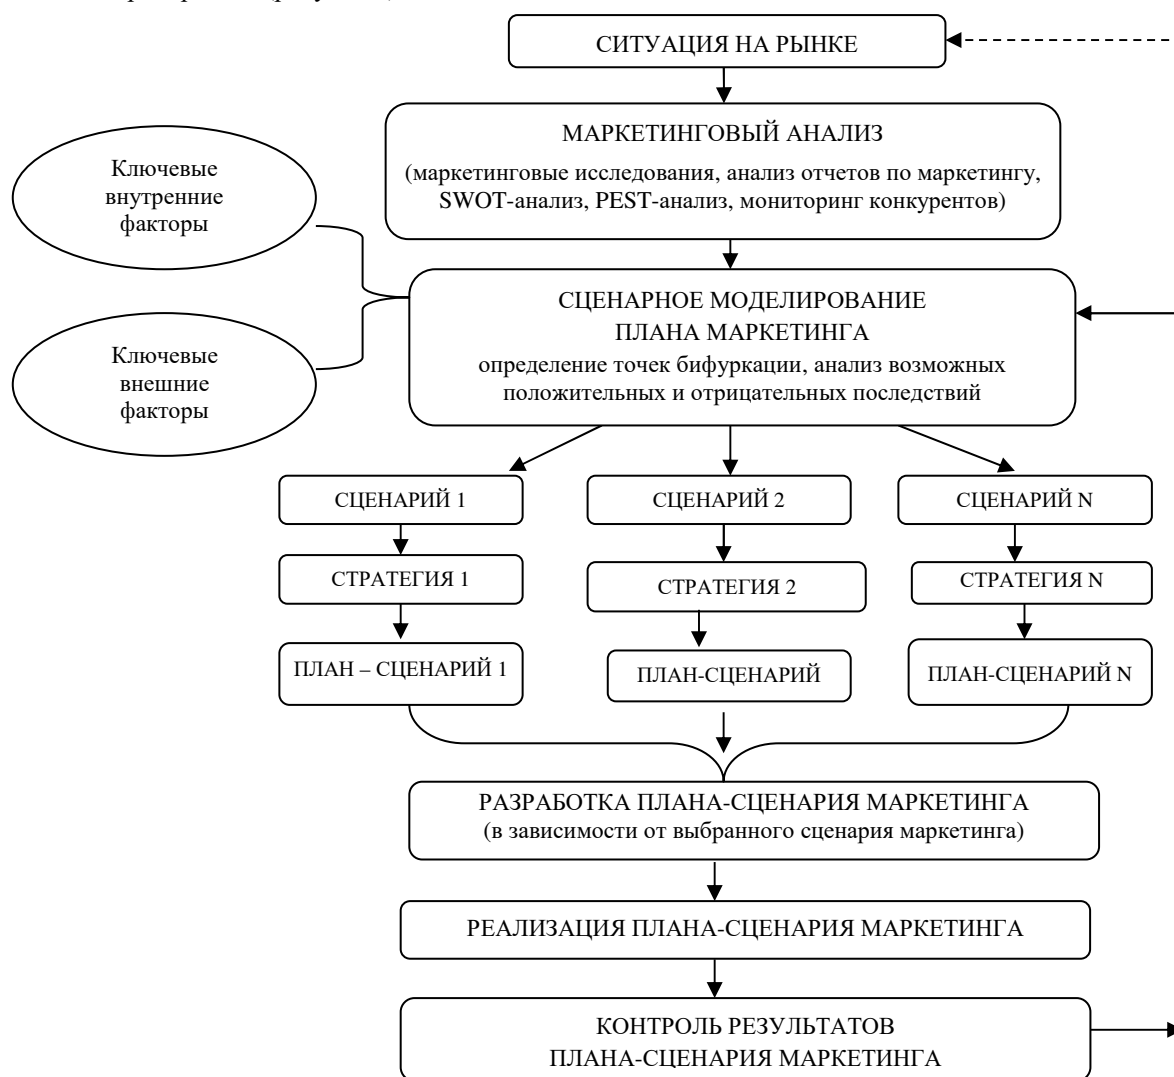 СИТУАЦИЯ НА РЫНКЕ
МАРКЕТИНГОВЫЙ АНАЛИЗ
(маркетинговые исследования, анализ отчетов по маркетингу,
SWOT-анализ, PEST-анализ, мониторинг конкурентов)
Ключевые
внутренние
факторы
СЦЕНАРНОЕ МОДЕЛИРОВАНИЕ
ПЛАНА МАРКЕТИНГА
определение точек бифуркации, анализ возможных
положительных и отрицательных последствий
Ключевые
внешние
факторы
СЦЕНАРИЙ 1
СЦЕНАРИЙ 2
СЦЕНАРИЙ N
СТРАТЕГИЯ 1
СТРАТЕГИЯ 2
СТРАТЕГИЯ N
ПЛАН – СЦЕНАРИЙ 1
ПЛАН-СЦЕНАРИЙ
ПЛАН-СЦЕНАРИЙ N
РАЗРАБОТКА ПЛАНА-СЦЕНАРИЯ МАРКЕТИНГА
(в зависимости от выбранного сценария маркетинга)
РЕАЛИЗАЦИЯ ПЛАНА-СЦЕНАРИЯ МАРКЕТИНГА
КОНТРОЛЬ РЕЗУЛЬТАТОВ
ПЛАНА-СЦЕНАРИЯ МАРКЕТИНГА